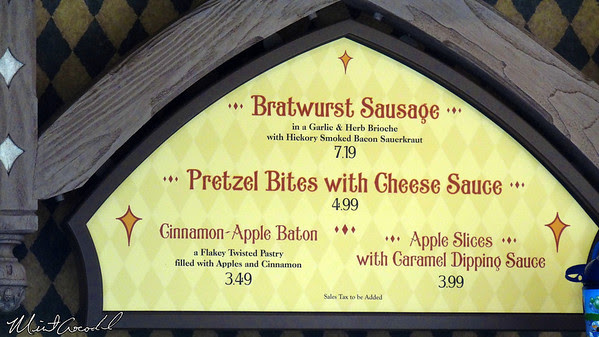 Bratwurst Sausage
in a Garlic & Herb Brioche
with Hickory Smoked Bacon Sauerkraut
7.19
Pretzel Bites with Cheese Sauce
4.99
Cinnamon-Apple Baton
a Flakey Twisted Pastry
filled with Apples and Cinnamon
3.49
Apple Slices
with Caramel Dipping Sauce
3.99
Sales Tax to be Added